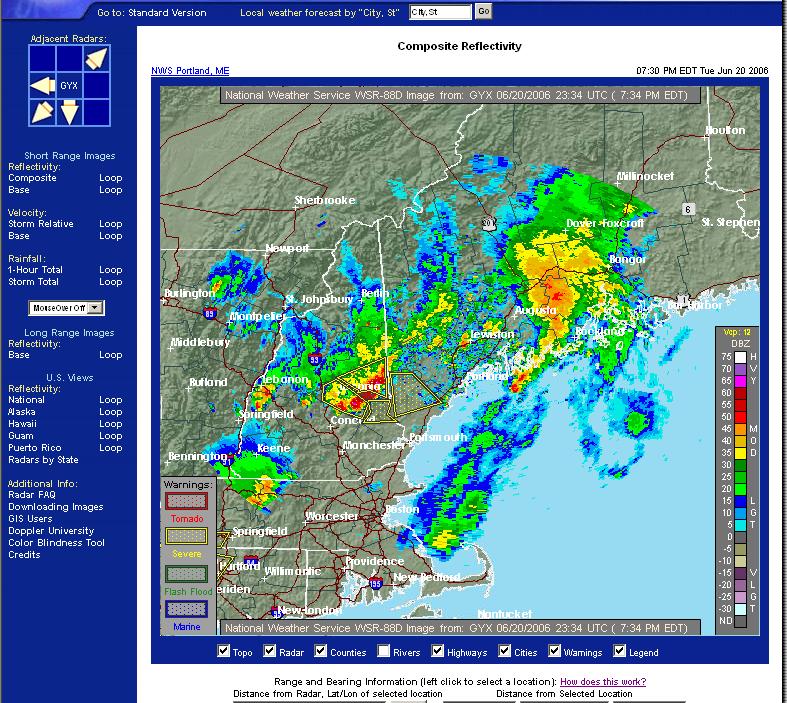 Go to: Standard Version Local weather forecast by "City, St" City, St Go
Adjacent Radars:
GYX
Composite Reflectivity
NWS Portland, ME 07:30 PM EDT Tue Jun 20 2006
National Weather Service WSR-88D Image from: GYX 06/20/2006 23:34 UTC ( 7:34 PM EDT)
Short Range Images
Reflectivity:
Composite Loop
Base Loop
Velocity:
Storm Relative Loop
Base Loop
Rainfall:
1-Hour Total Loop
Storm Total Loop
MouseOver Off
Long Range Images
Reflectivity:
Base Loop
U.S. Views
Reflectivity:
National Loop
Alaska Loop
Hawaii Loop
Guam Loop
Puerto Rico Loop
Radars by State
Additional Info:
Radar FAQ
Downloading Images
GIS Users
Doppler University
Color Blindness Tool
Credits
Houlton
Millinocket
Sherbrooke
6
201
Dover-Foxcroft
St. Stephen
Newport
Bangor
Burlington
St. Johnsbury
Berlin
Bar Harbor
89
Montpelier
Augusta
Rockland
Middlebury
Lewiston
93
Rutland
Lebanon
Portland
Springfield
Manchester
Portsmouth
Keene
Bennington
Boston
Worcester
Springfield
Providence
Willimatic
New Bedford
195
New-london
Nantucket
Vcp: 12
DBZ
75 H
70 V
65 Y
60
55
50
45 M
40 O
35 D
30
25
20
15 L
10 G
5 T
0
-5
-10
-15 V
-20 L
-25 G
-30 T
ND
Warnings:
Tornado
Severe
Flash Flood
Marine
National Weather Service WSR-88D Image from: GYX 06/20/2006 23:34 UTC ( 7:34 PM EDT)
Topo Radar Counties Rivers Highways Cities Warnings Legend
Range and Bearing Information (left click to select a location): How does this work?
Distance from Radar, Lat/Lon of selected location Distance from Selected Location